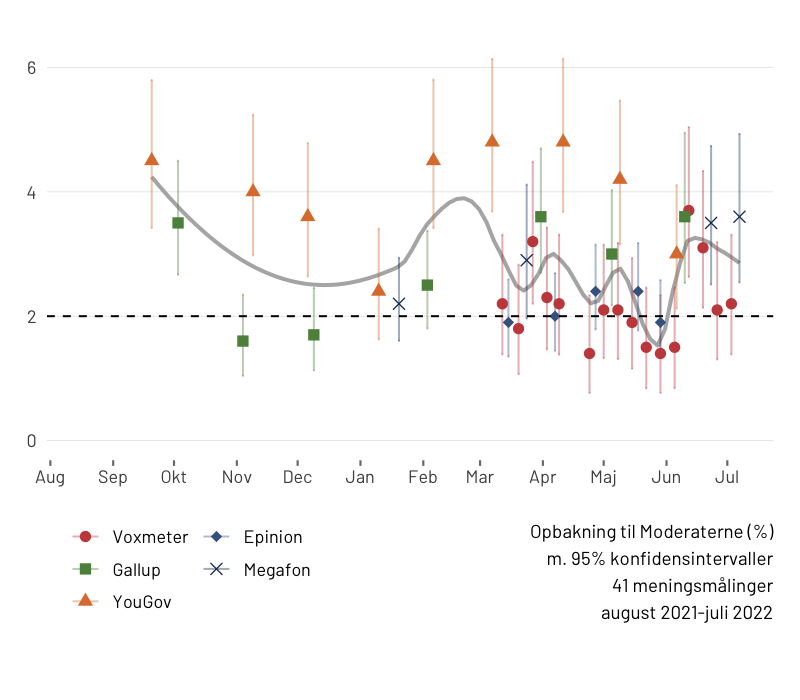 6
4
2
0
Aug Sep Okt Nov Dec Jan Feb Mar Apr Maj Jun Jul
Voxmeter Epinion
Gallup Megafon
YouGov
Opbakning til Moderaterne (%)
m. 95% konfidensintervaller
41 meningsmålinger
august 2021-juli 2022